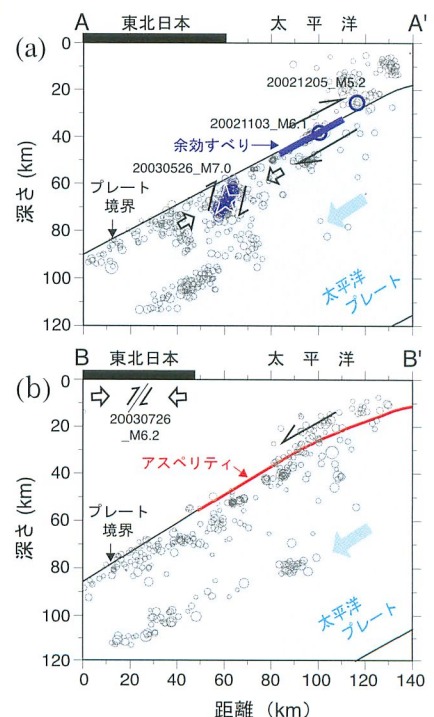 (a)
A
東北日本
太平洋
A'
0
20
40
60
80
100
120
深さ (km)
20021205_M5.2
20021103_M6.1
余効すべり
20030526_M7.0
プレート
境界
太平洋
プレート
(b)
B
東北日本
太平洋
B'
0
20
40
60
80
100
120
深さ (km)
20030726
_M6.2
アスペリティ
プレート
境界
太平洋
プレート
0 20 40 60 80 100 120 140
距離 (km)